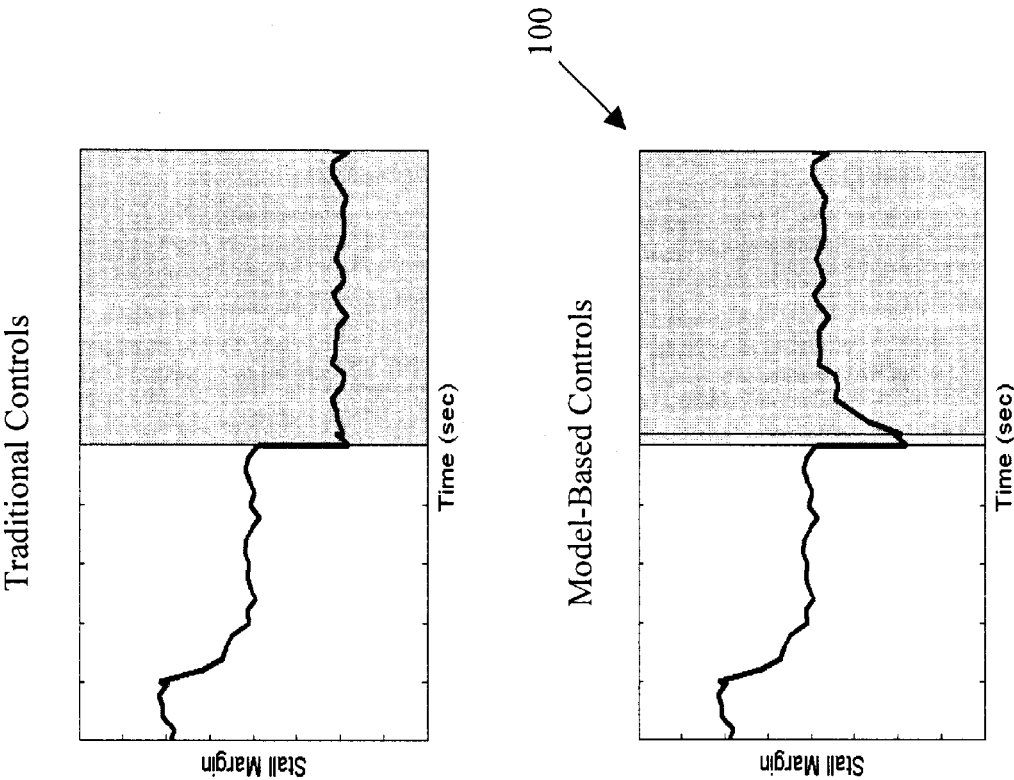 Traditional Controls
Stall Margin
Time (sec)
100
Model-Based Controls
Stall Margin
Time (sec)